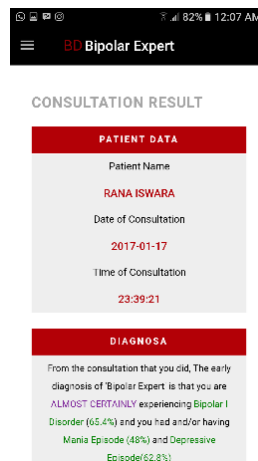 82% 12:07 AM
BD Bipolar Expert
CONSULTATION RESULT
PATIENT DATA
Patient Name
RANA ISWARA
Date of Consultation
2017-01-17
Time of Consultation
23:39:21
DIAGNOSA
From the consultation that you did, The early
diagnosis of 'Bipolar Expert' is that you are
ALMOST CERTAINLY experiencing Bipolar I
Disorder (65.4%) and you had and/or having
Mania Episode (48%) and Depressive
Episode(62.8%)